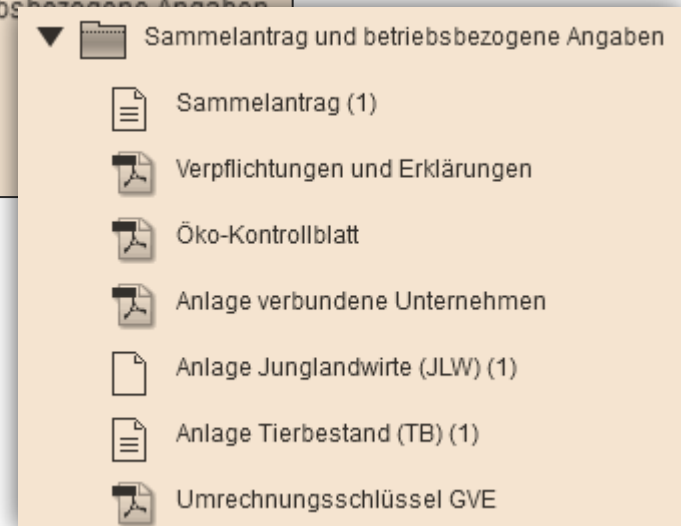 Sammelantrag und betriebsbezogene Angaben
Sammelantrag (1)
Verpflichtungen und Erklärungen
Öko-Kontrollblatt
Anlage verbundene Unternehmen
Anlage Junglandwirte (JLW) (1)
Anlage Tierbestand (TB) (1)
Umrechnungsschlüssel GVE